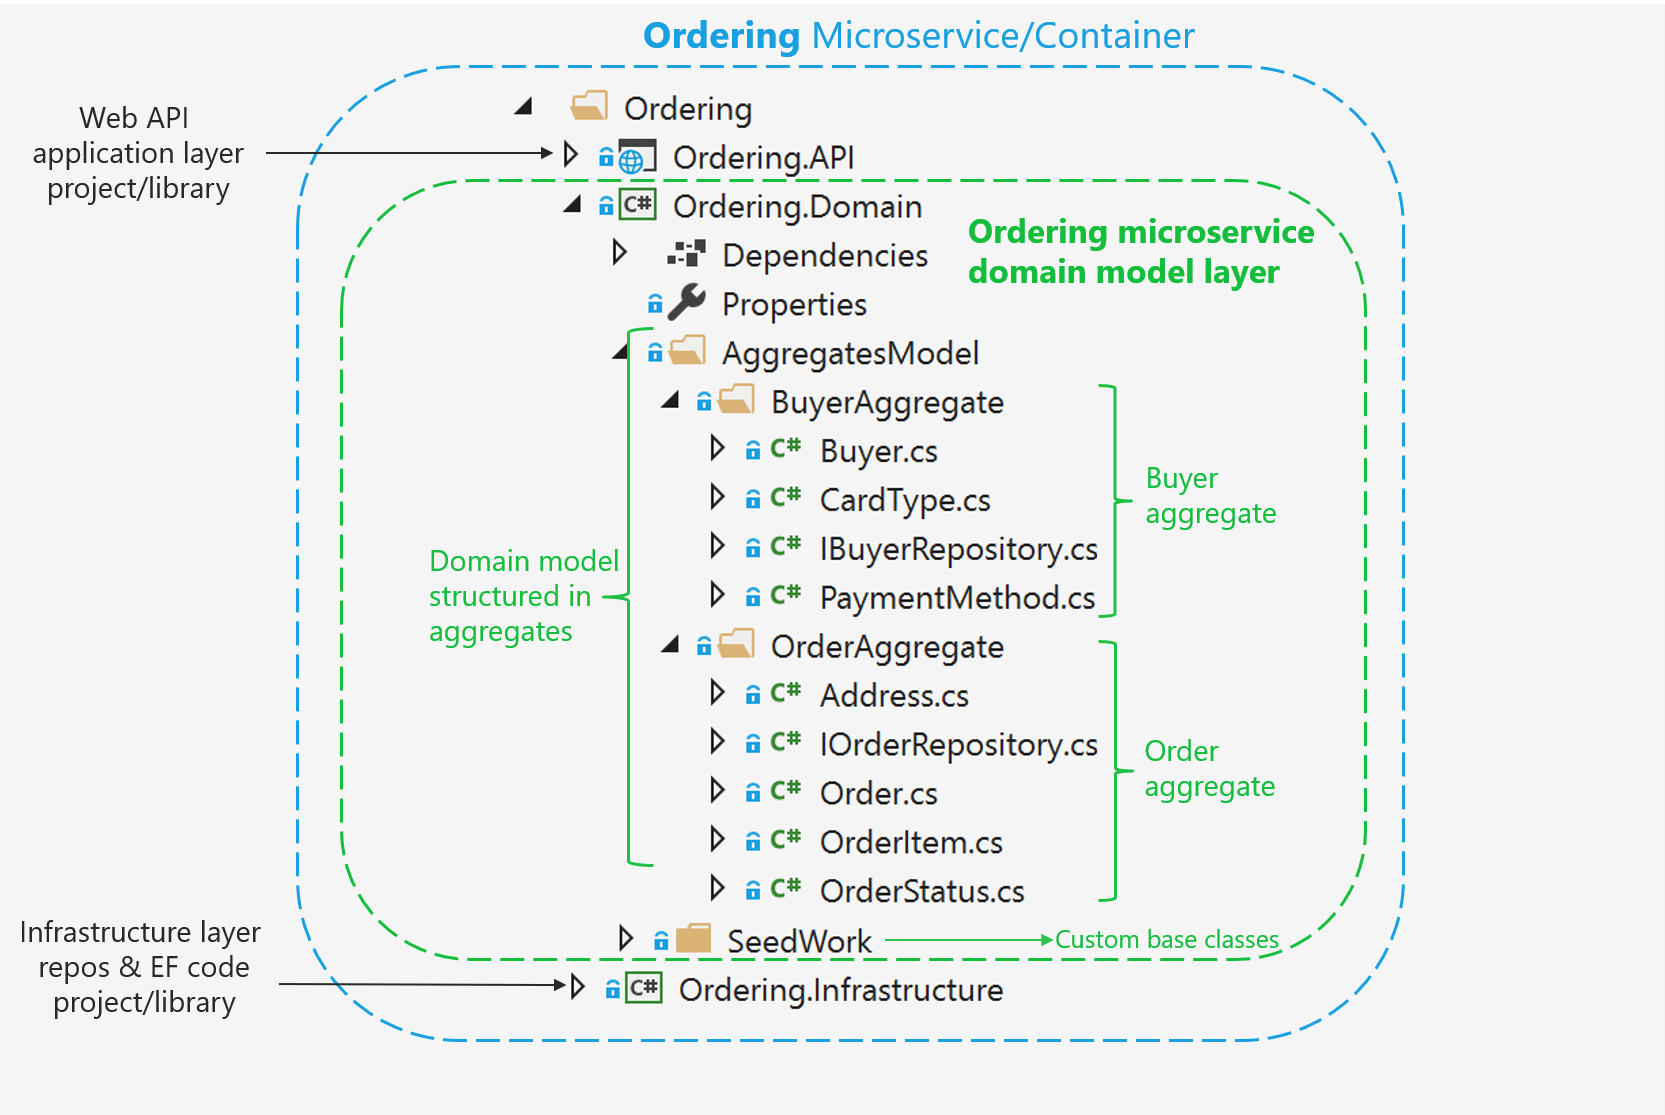 Ordering Microservice/Container
Ordering
Web API
application layer
project/library
Ordering.API
C# Ordering.Domain
Ordering microservice
domain model layer
Dependencies
Properties
AggregatesModel
BuyerAggregate
C# Buyer.cs
C# CardType.cs
C# IBuyerRepository.cs
C# PaymentMethod.cs
Buyer
aggregate
Domain model
structured in
aggregates
OrderAggregate
C# Address.cs
C# IOrderRepository.cs
C# Order.cs
C# OrderItem.cs
C# OrderStatus.cs
Order
aggregate
SeedWork
Custom base classes
Infrastructure layer
repos & EF code
project/library
C# Ordering.Infrastructure